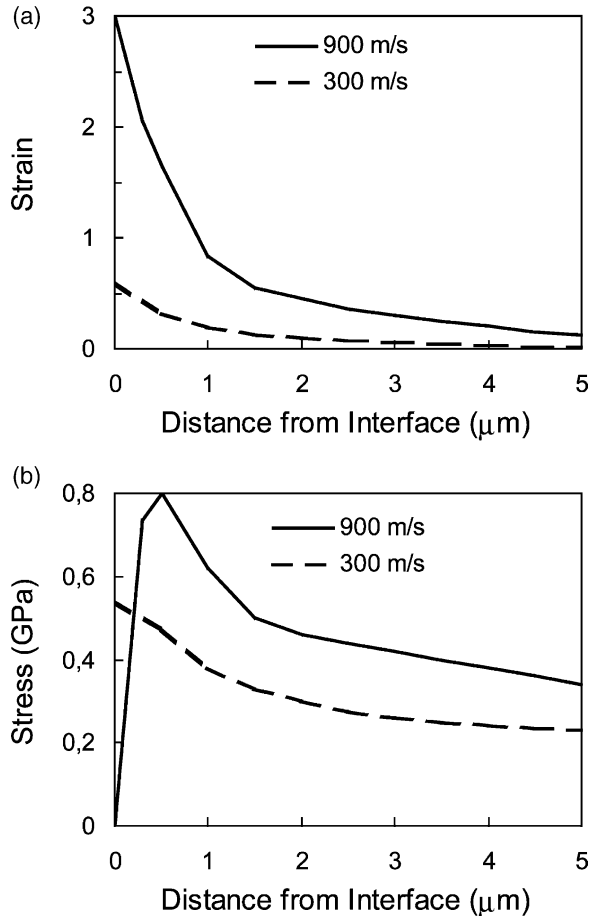 (a)
3
2
1
0
Strain
900 m/s
300 m/s
0 1 2 3 4 5
Distance from Interface (μm)
(b)
0,8
0,6
0,4
0,2
0
Stress (GPa)
900 m/s
300 m/s
0 1 2 3 4 5
Distance from Interface (μm)